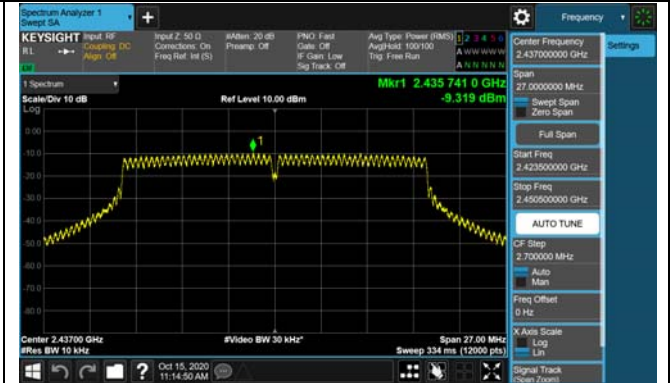 Spectrum Analyzer 1
Swept SA
+
Frequency
KEYSIGHT
RL
Input: RF
Coupling: DC
Align: Off
Input Z: 50 Ω
Corrections: On
Freq Ref: Int (S)
#Atten: 20 dB
Preamp: Off
PNO: Fast
Gate: Off
IF Gain: Low
Sig Track: Off
Avg Type: Power (RMS)
Avg|Hold: 100/100
Trig: Free Run
1 2 3 4 5 6
A W W W W W
A N N N N N
1 Spectrum
Mkr1 2.435 741 0 GHz
-9.319 dBm
Scale/Div 10 dB
Ref Level 10.00 dBm
Log
0.00
-10.0
-20.0
-30.0
-40.0
-50.0
-60.0
-70.0
-80.0
1
Center 2.43700 GHz
#Res BW 10 kHz
#Video BW 30 kHz*
Span 27.00 MHz
Sweep 334 ms (12000 pts)
Oct 15, 2020
11:14:50 AM
Settings
Center Frequency
2.437000000 GHz
Span
27.0000000 MHz
Swept Span
Zero Span
Full Span
Start Freq
2.423500000 GHz
Stop Freq
2.450500000 GHz
AUTO TUNE
CF Step
2.700000 MHz
Auto
Man
Freq Offset
0 Hz
X Axis Scale
Log
Lin
Signal Track
(Span Zoom)